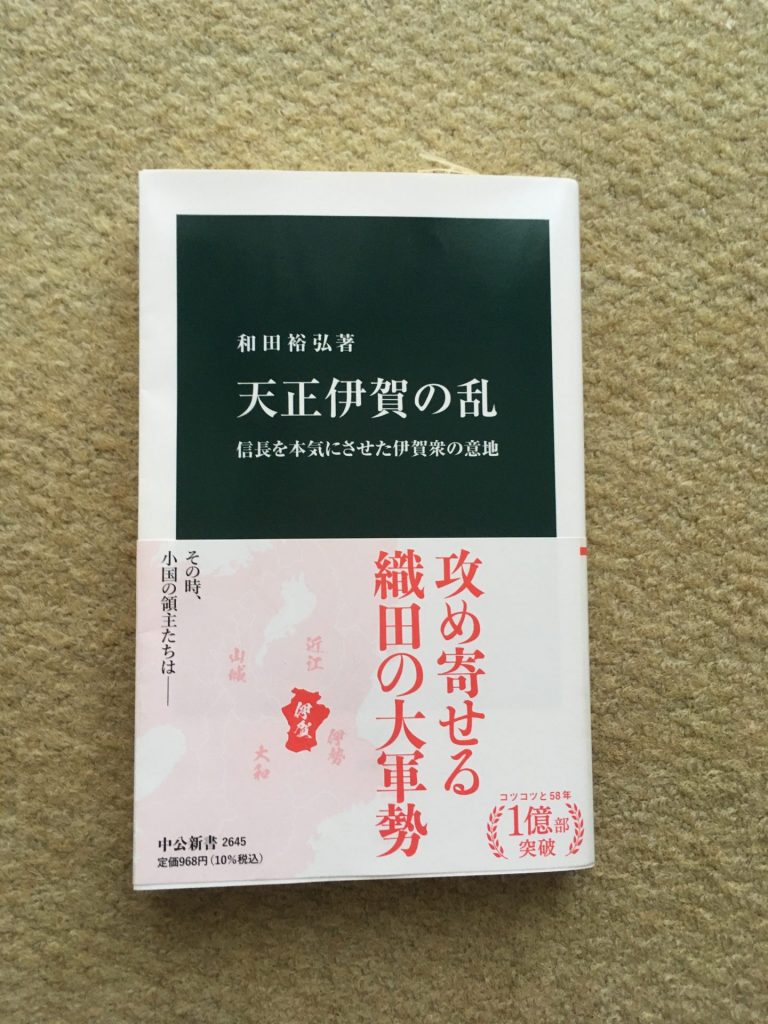 和田裕弘著
天正伊賀の乱
信長を本気にさせた伊賀衆の意地
攻め寄せる
織田の大軍勢
その時、
小国の領主たちは——
近江
山城
伊賀
伊勢
大和
コツコツと58年
1億部
突破
中公新書 2645
定価968円（10％税込）